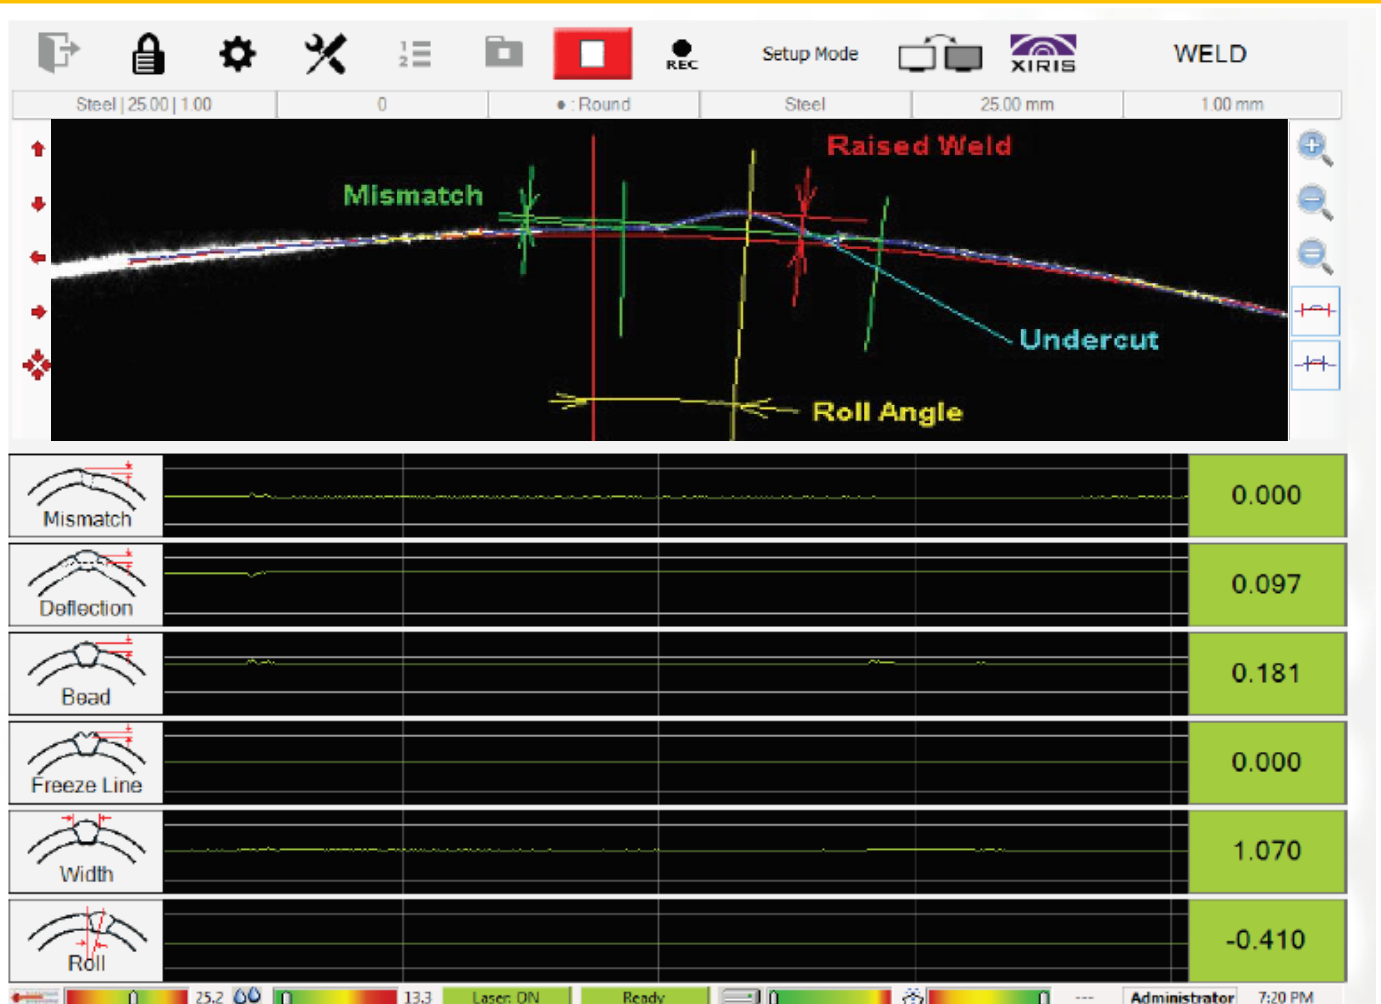 REC
Setup Mode
XIRIS
WELD
Steel | 25.00 | 1.00
0
● : Round
Steel
25.00 mm
1.00 mm
Raised Weld
Mismatch
Undercut
Roll Angle
Mismatch
0.000
Deflection
0.097
Bead
0.181
Freeze Line
0.000
Width
1.070
Roll
-0.410
25.2
13.3
Laser: ON
Ready
---
Administrator
7:20 PM